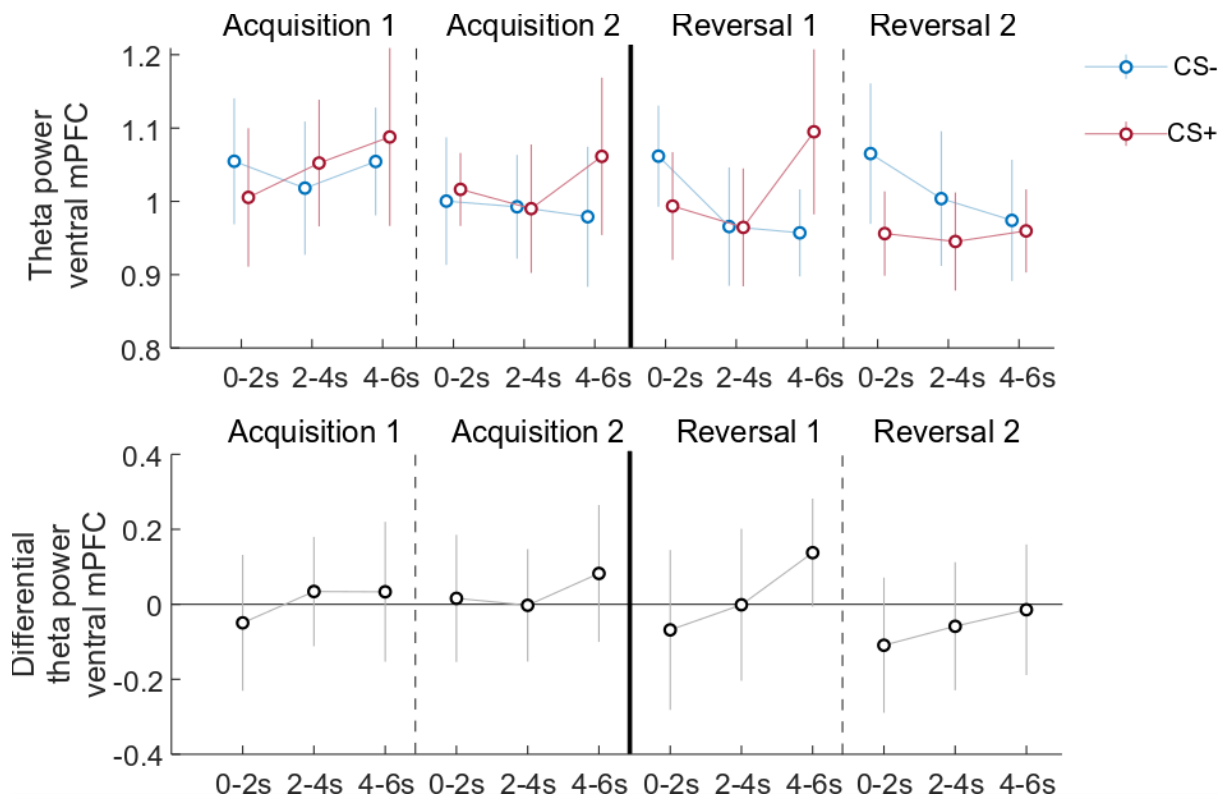 Acquisition 1 Acquisition 2 Reversal 1 Reversal 2
CS-
CS+
Theta power
ventral mPFC
1.2
1.1
1
0.9
0.8
0-2s 2-4s 4-6s 0-2s 2-4s 4-6s 0-2s 2-4s 4-6s 0-2s 2-4s 4-6s
Acquisition 1 Acquisition 2 Reversal 1 Reversal 2
Differential
theta power
ventral mPFC
0.4
0.2
0
-0.2
-0.4
0-2s 2-4s 4-6s 0-2s 2-4s 4-6s 0-2s 2-4s 4-6s 0-2s 2-4s 4-6s